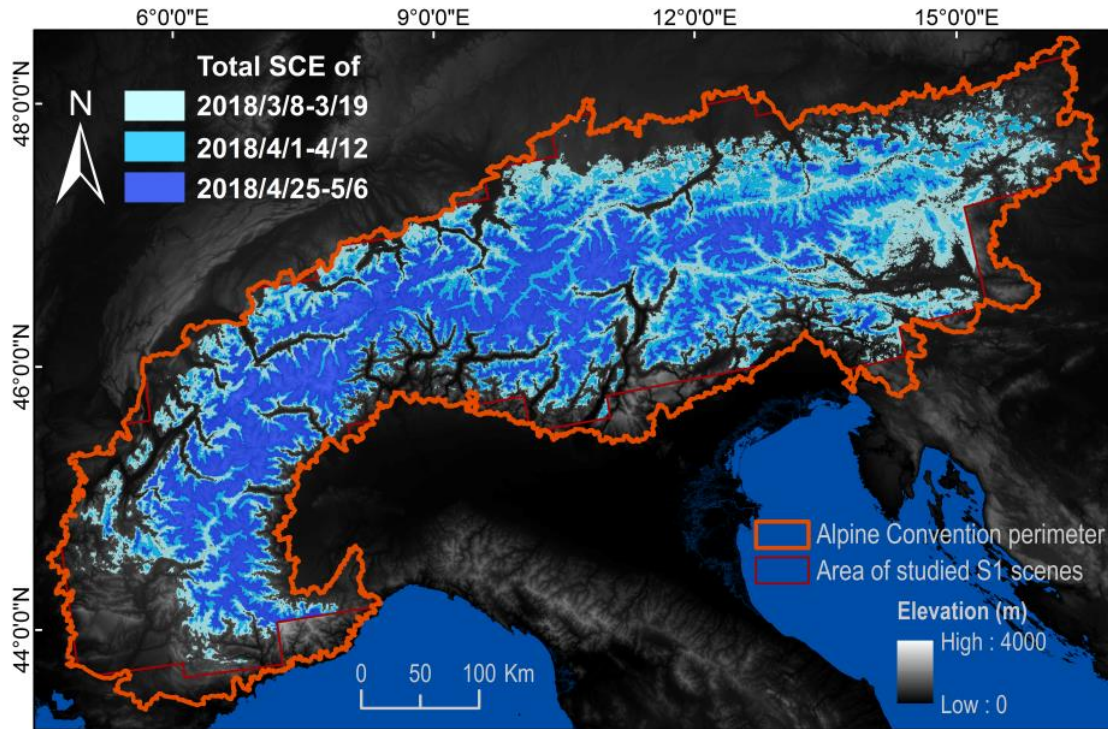 6°0'0"E 9°0'0"E 12°0'0"E 15°0'0"E
Total SCE of
N
2018/3/8-3/19
2018/4/1-4/12
2018/4/25-5/6
48°0'0"N
46°0'0"N
44°0'0"N
Alpine Convention perimeter
Area of studied S1 scenes
Elevation (m)
High : 4000
Low : 0
0 50 100 Km